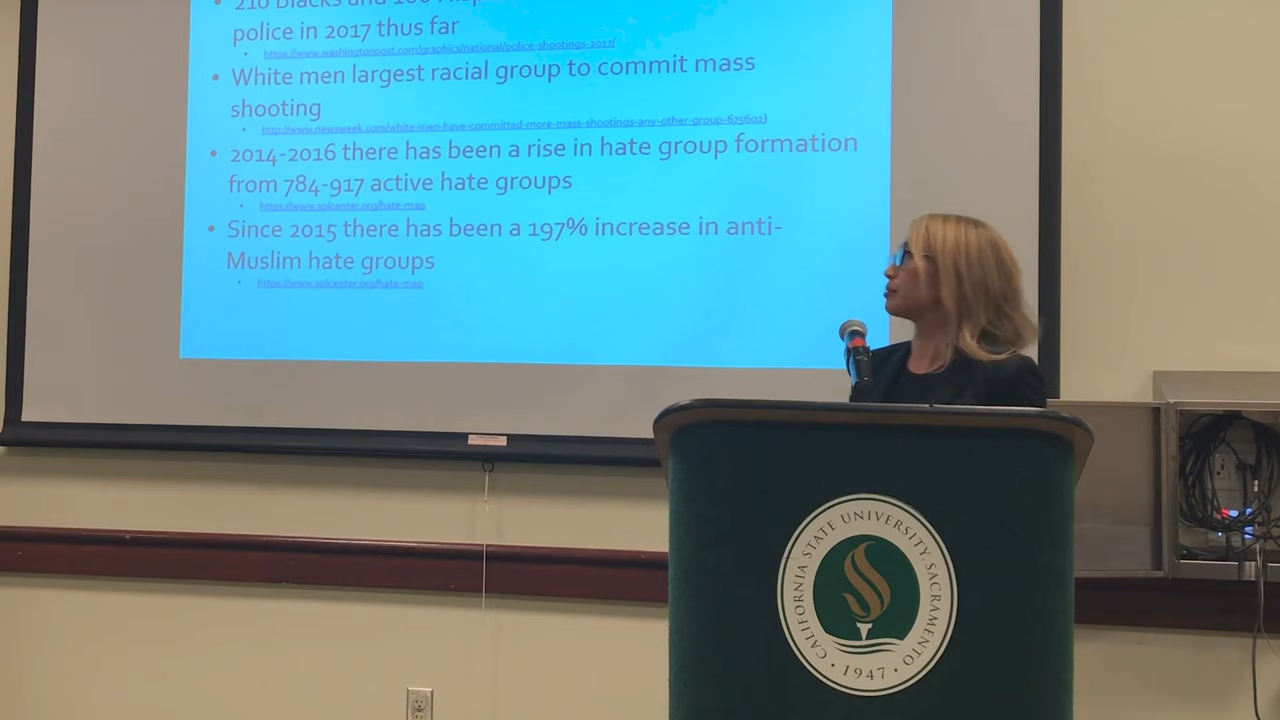 210 Blacks and
police in 2017 thus far
https://www.washingtonpost.com/graphics/national/police-shootings-2017/
White men largest racial group to commit mass
shooting
http://www.newsweek.com/white-men-have-committed-more-mass-shootings-any-other-group-675602)
2014-2016 there has been a rise in hate group formation
from 784-917 active hate groups
https://www.splcenter.org/hate-map
Since 2015 there has been a 197% increase in anti-
Muslim hate groups
https://www.splcenter.org/hate-map
CALIFORNIA STATE UNIVERSITY, SACRAMENTO
• 1947 •